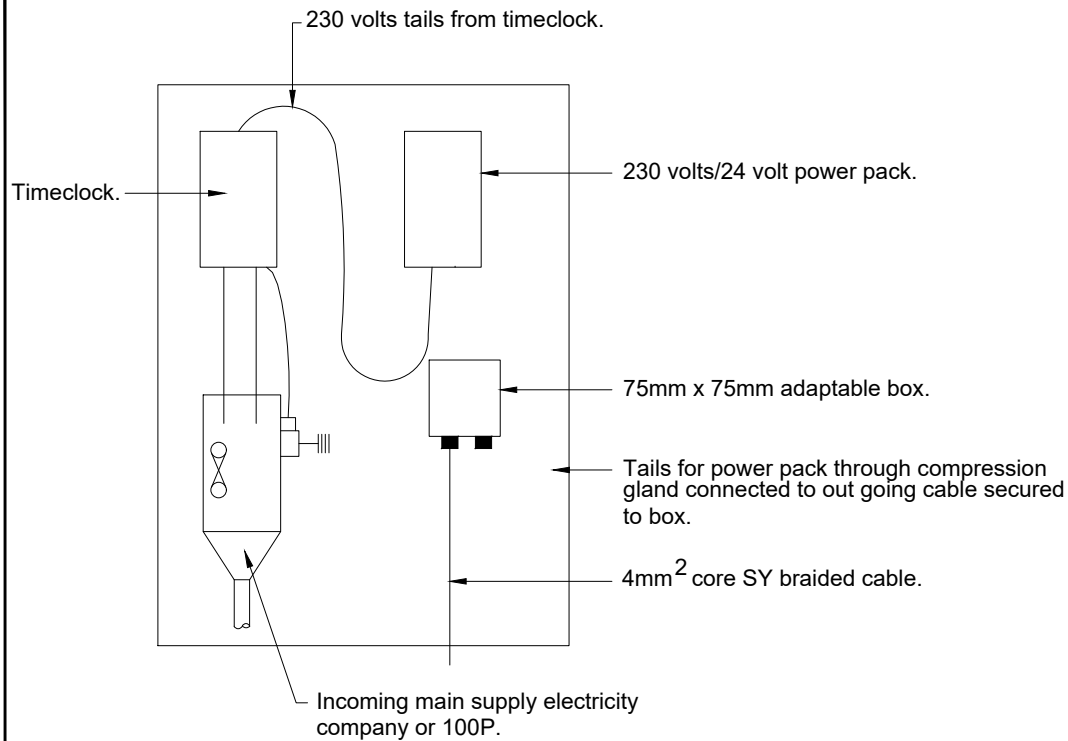 230 volts tails from timeclock.
Timeclock.
230 volts/24 volt power pack.
75mm x 75mm adaptable box.
Tails for power pack through compression
gland connected to out going cable secured
to box.
4mm² core SY braided cable.
Incoming main supply electricity
company or 100P.